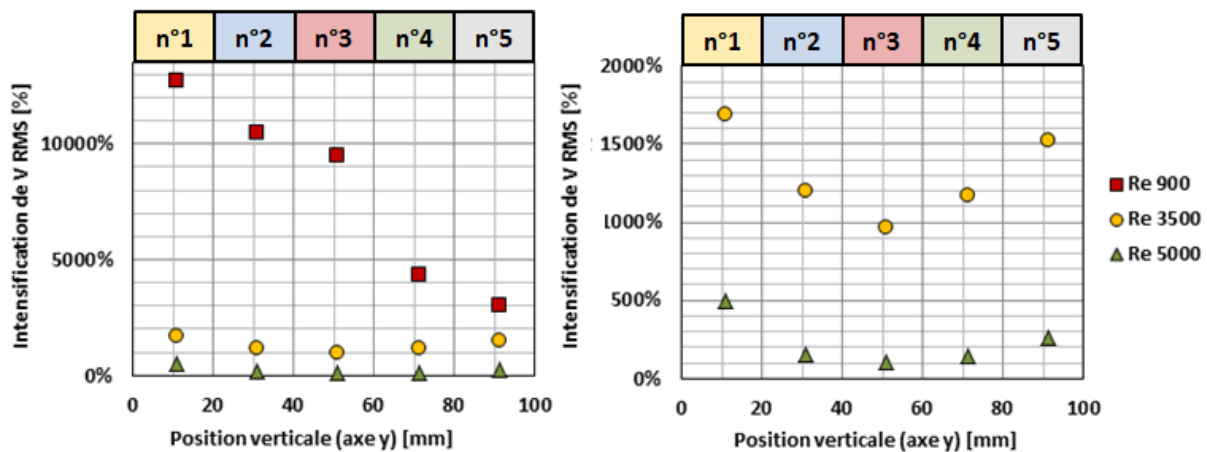 n°1 n°2 n°3 n°4 n°5
Intensification de V RMS [%]
10000%
5000%
0%
0 20 40 60 80 100
Position verticale (axe y) [mm]
n°1 n°2 n°3 n°4 n°5
Intensification de V RMS [%]
2000%
1500%
1000%
500%
0%
0 20 40 60 80 100
Position verticale (axe y) [mm]
Re 900
Re 3500
Re 5000